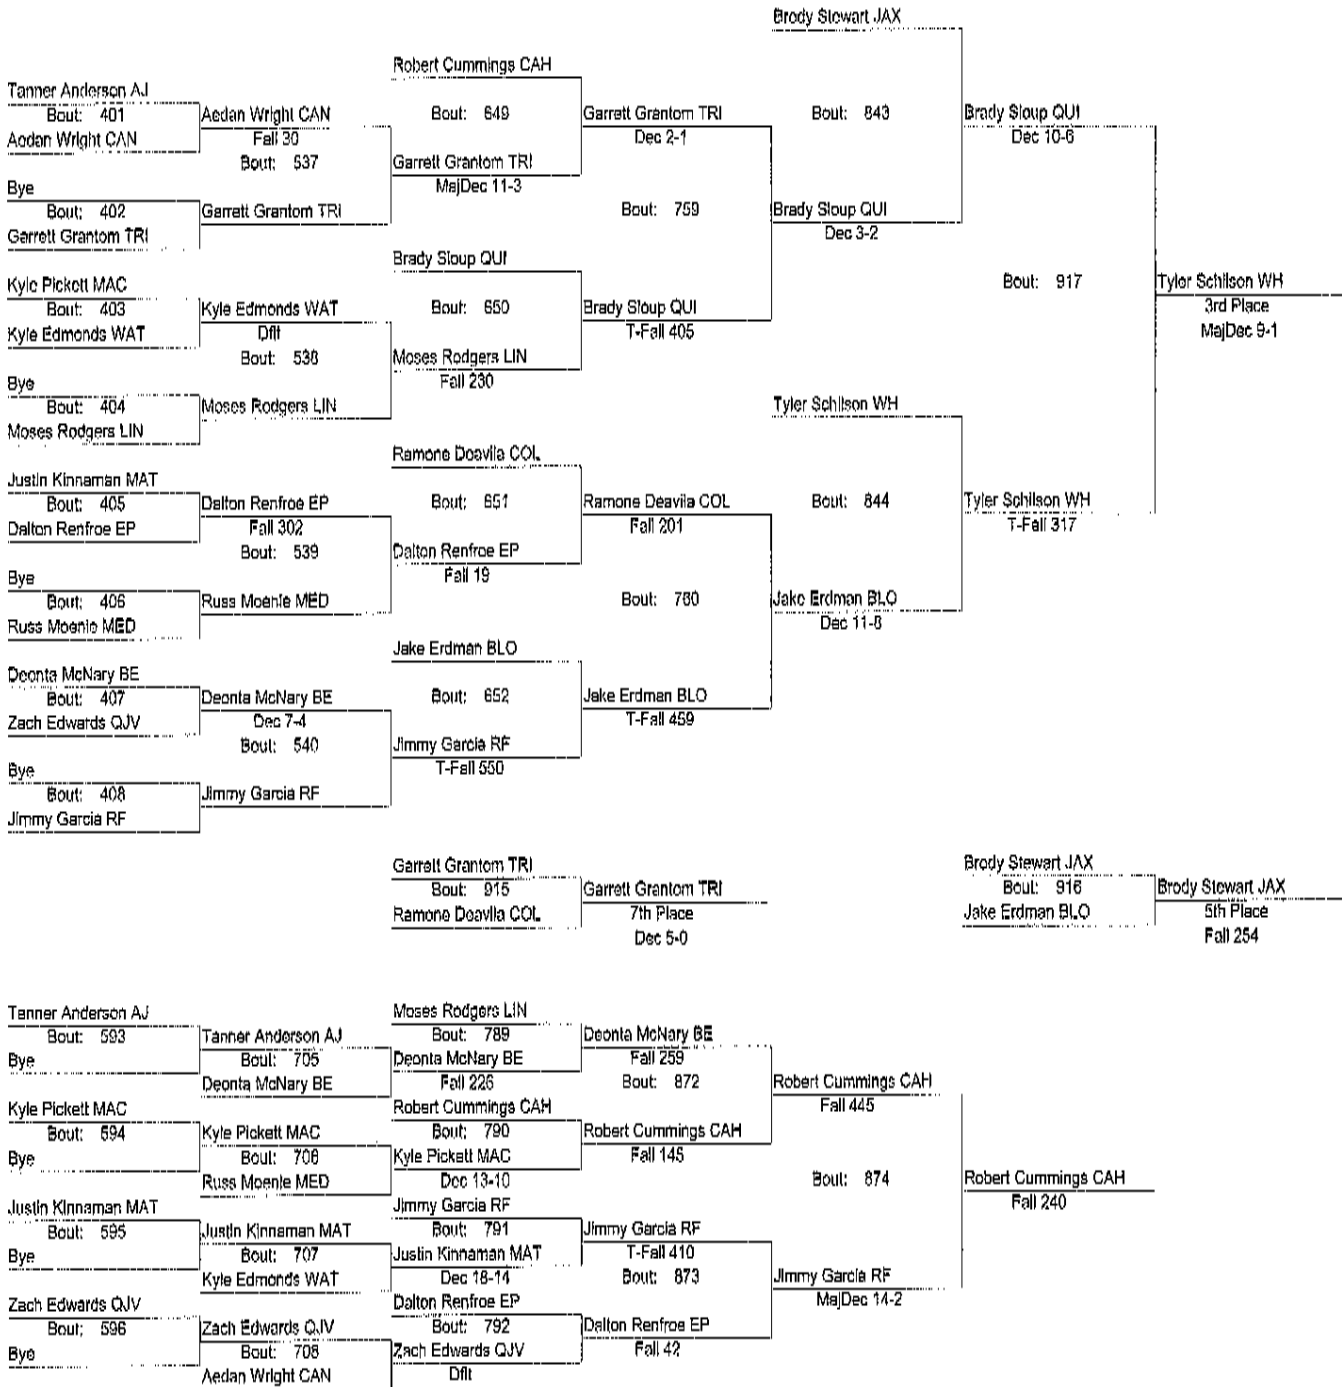 Brody Stewart JAX
Robert Cummings CAH
Tanner Anderson AJ
Bout: 401
Aedan Wright CAN
Aedan Wright CAN
Fall 30
Bout: 537
Bout: 649
Garrett Grantom TRI
Dec 2-1
Bout: 843
Brady Sloup QUI
Dec 10-6
Garrett Grantom TRI
MajDec 11-3
Bye
Bout: 402
Garrett Grantom TRI
Garrett Grantom TRI
Bout: 759
Brady Sloup QUI
Dec 3-2
Brady Sloup QUI
Kyle Pickett MAC
Bout: 403
Kyle Edmonds WAT
Kyle Edmonds WAT
Dflt
Bout: 538
Bout: 650
Brady Sloup QUI
T-Fall 405
Bout: 917
Tyler Schilson WH
3rd Place
MajDec 9-1
Moses Rodgers LIN
Fall 230
Bye
Bout: 404
Moses Rodgers LIN
Moses Rodgers LIN
Tyler Schilson WH
Ramone Deavila COL
Justin Kinnaman MAT
Bout: 405
Dalton Renfroe EP
Dalton Renfroe EP
Fall 302
Bout: 539
Bout: 651
Ramone Deavila COL
Fall 201
Bout: 844
Tyler Schilson WH
T-Fall 317
Dalton Renfroe EP
Fall 19
Bye
Bout: 406
Russ Moenie MED
Russ Moenie MED
Bout: 760
Jake Erdman BLO
Dec 11-8
Jake Erdman BLO
Deonta McNary BE
Bout: 407
Zach Edwards QJV
Deonta McNary BE
Dec 7-4
Bout: 540
Bout: 652
Jake Erdman BLO
T-Fall 459
Jimmy Garcia RF
T-Fall 550
Bye
Bout: 408
Jimmy Garcia RF
Jimmy Garcia RF
Garrett Grantom TRI
Bout: 915
Ramone Deavila COL
Garrett Grantom TRI
7th Place
Dec 5-0
Brody Stewart JAX
Bout: 916
Jake Erdman BLO
Brody Stewart JAX
5th Place
Fall 254
Tanner Anderson AJ
Bout: 593
Bye
Tanner Anderson AJ
Bout: 705
Deonta McNary BE
Moses Rodgers LIN
Bout: 789
Deonta McNary BE
Fall 226
Deonta McNary BE
Fall 259
Bout: 872
Robert Cummings CAH
Fall 445
Kyle Pickett MAC
Bout: 594
Bye
Kyle Pickett MAC
Bout: 706
Russ Moenie MED
Robert Cummings CAH
Bout: 790
Kyle Pickett MAC
Dec 13-10
Robert Cummings CAH
Fall 145
Bout: 874
Robert Cummings CAH
Fall 240
Justin Kinnaman MAT
Bout: 595
Bye
Justin Kinnaman MAT
Bout: 707
Kyle Edmonds WAT
Jimmy Garcia RF
Bout: 791
Justin Kinnaman MAT
Dec 18-14
Jimmy Garcia RF
T-Fall 410
Bout: 873
Jimmy Garcia RF
MajDec 14-2
Zach Edwards QJV
Bout: 596
Bye
Zach Edwards QJV
Bout: 708
Aedan Wright CAN
Dalton Renfroe EP
Bout: 792
Zach Edwards QJV
Dflt
Dalton Renfroe EP
Fall 42